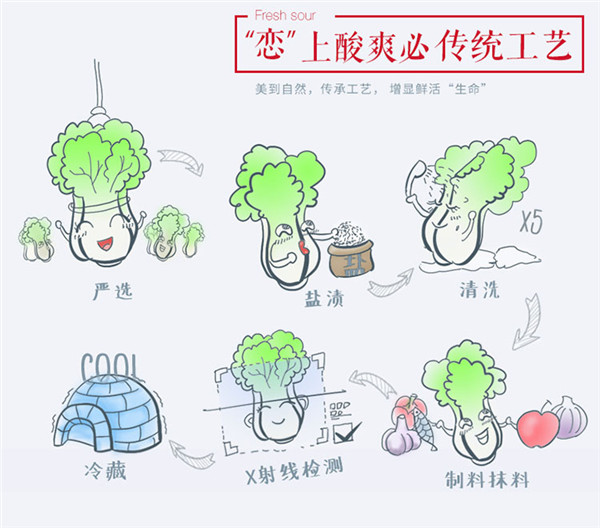 Fresh sour
“恋”上酸爽必传统工艺
美到自然，传承工艺， 增显鲜活“生命”
严选
盐
盐渍
X5
清洗
COOL
冷藏
X射线检测
制料抹料